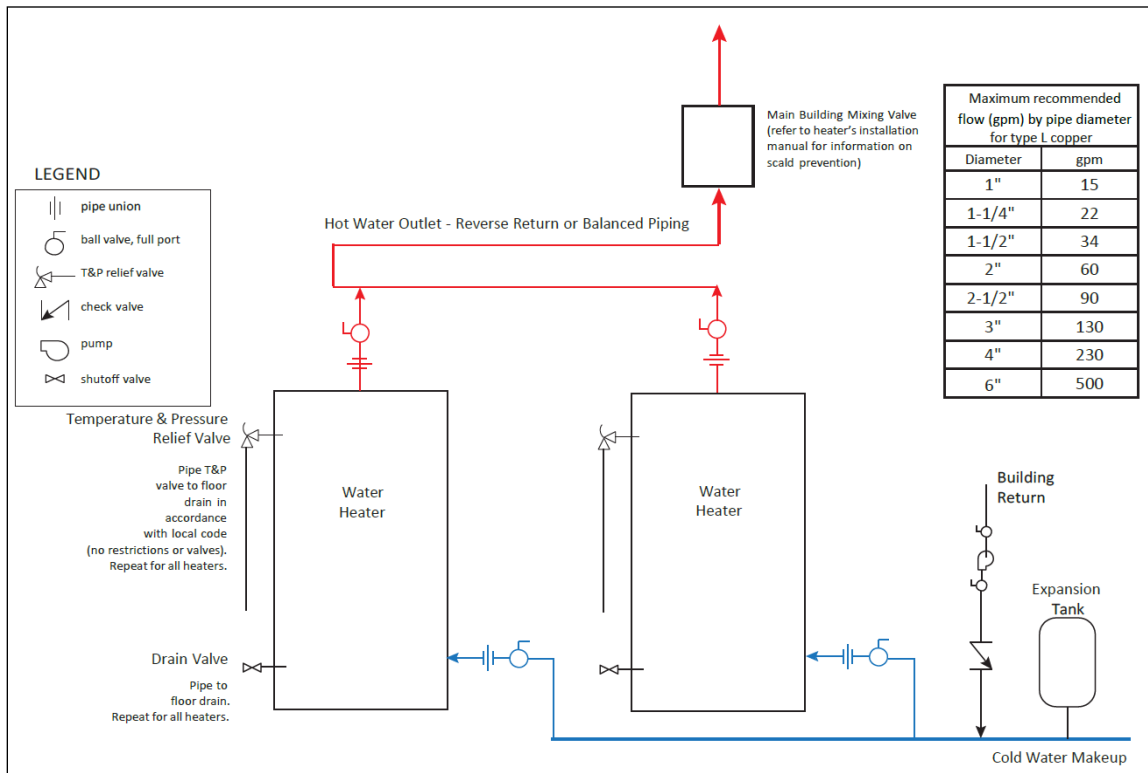 Main Building Mixing Valve
(refer to heater's installation
manual for information on
scald prevention)
Maximum recommended
flow (gpm) by pipe diameter
for type L copper
Diameter gpm
1" 15
1-1/4" 22
1-1/2" 34
2" 60
2-1/2" 90
3" 130
4" 230
6" 500
LEGEND
pipe union
ball valve, full port
T&P relief valve
check valve
pump
shutoff valve
Hot Water Outlet - Reverse Return or Balanced Piping
Temperature & Pressure
Relief Valve
Pipe T&P
valve to floor
drain in
accordance
with local code
(no restrictions or valves).
Repeat for all heaters.
Water
Heater
Water
Heater
Building
Return
Expansion
Tank
Drain Valve
Pipe to
floor drain.
Repeat for all heaters.
Cold Water Makeup